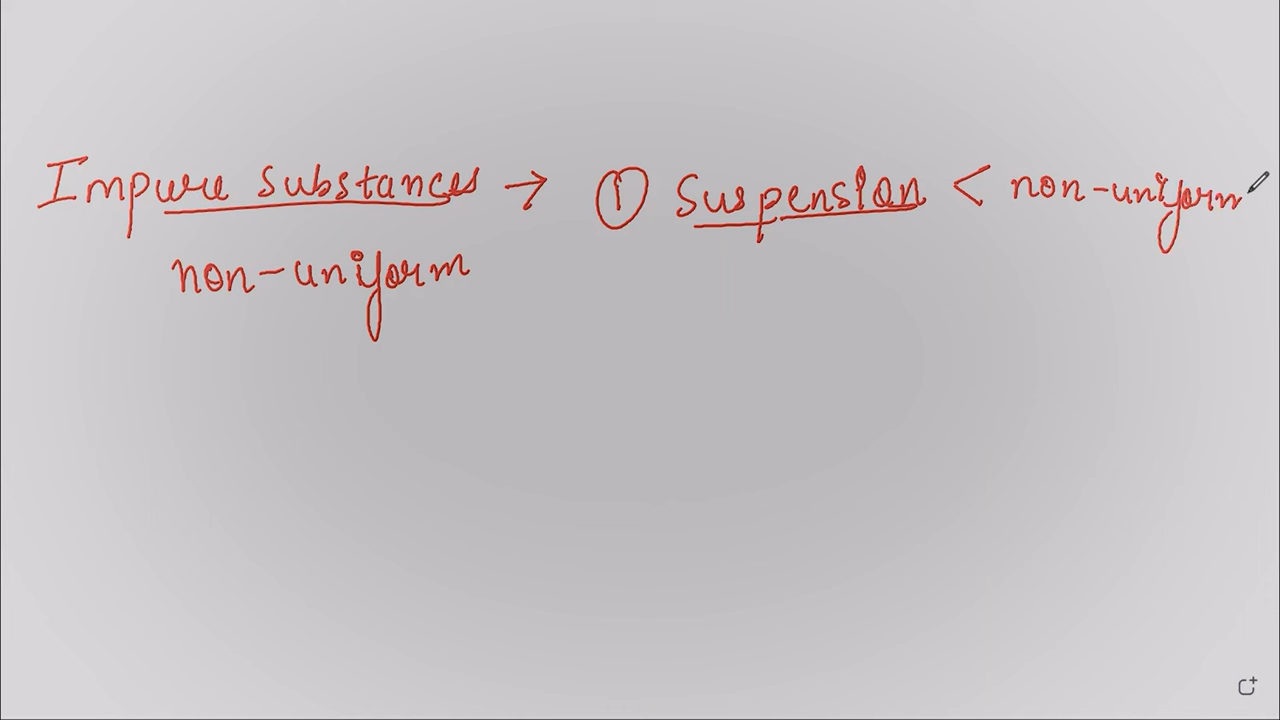 Impure substances → ① Suspension < non-uniform
non-uniform